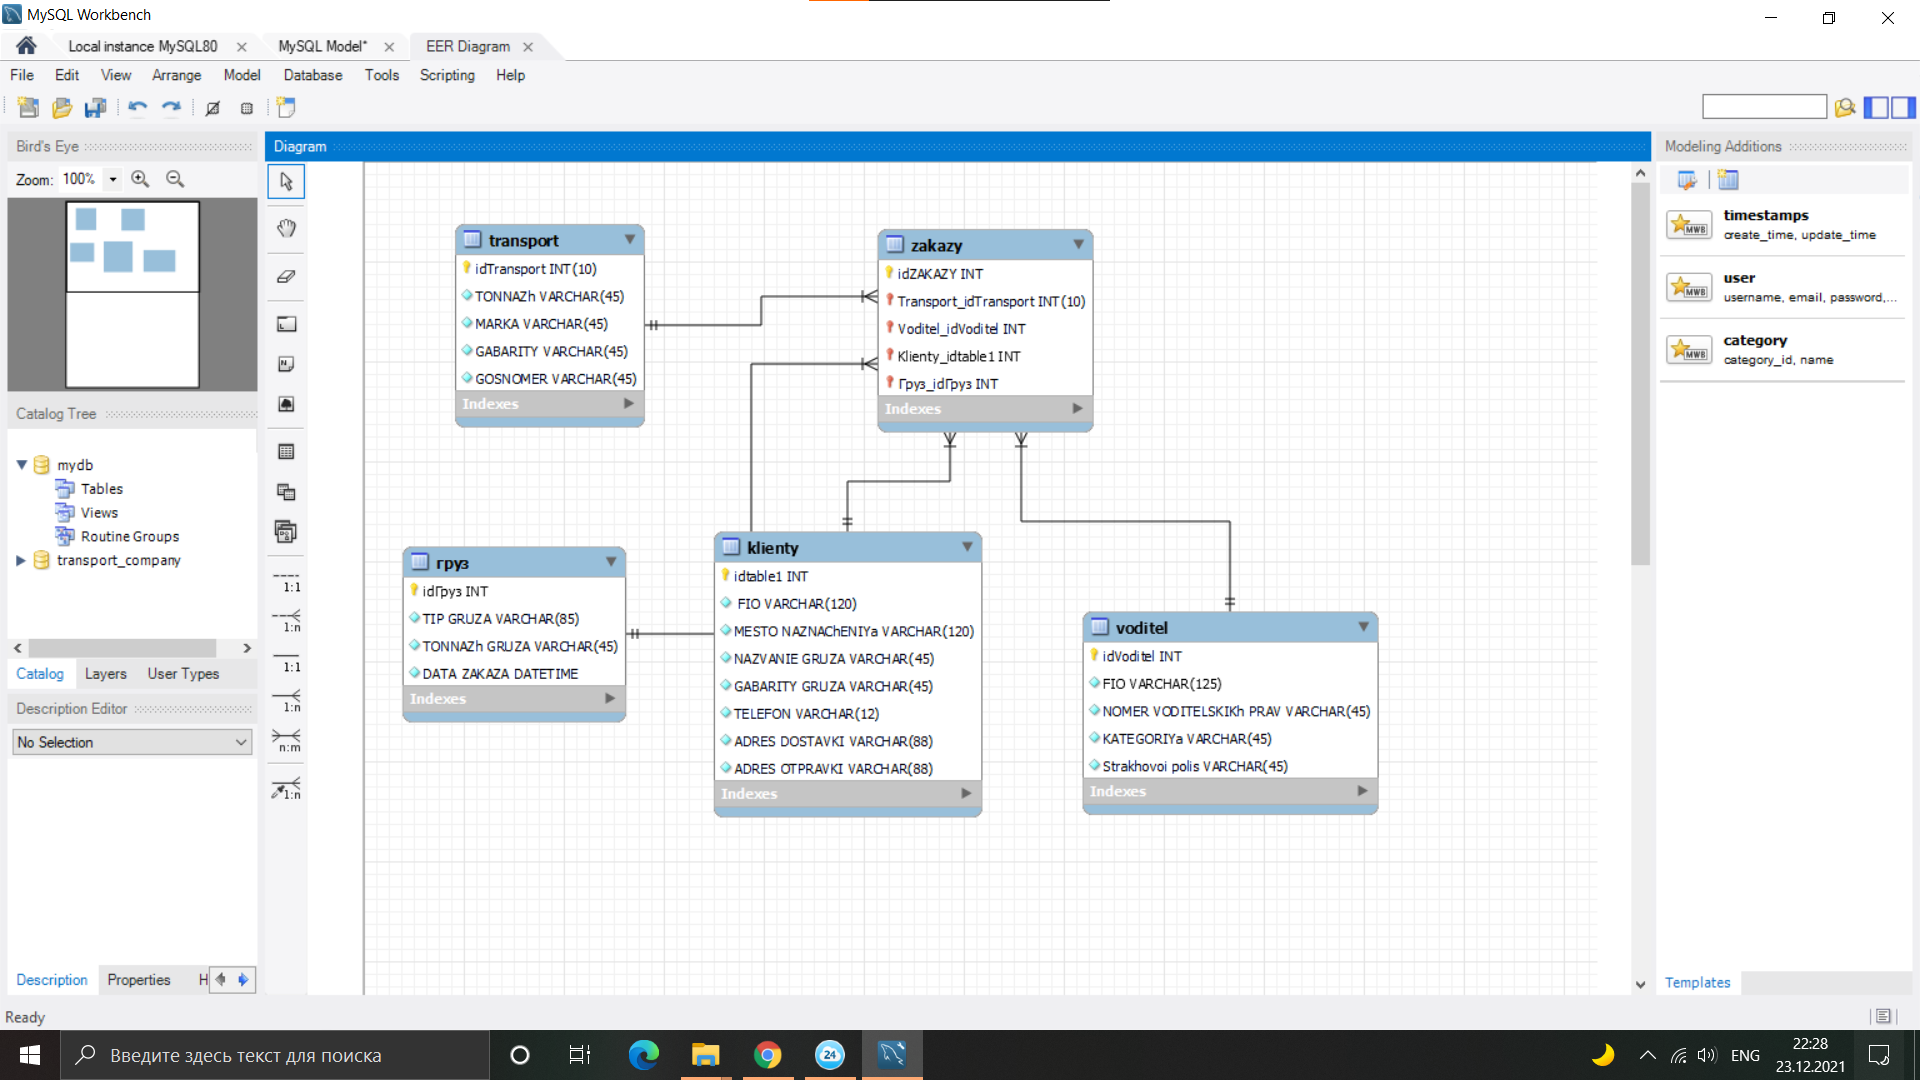 MySQL Workbench
Local instance MySQL80
MySQL Model*
EER Diagram
File Edit View Arrange Model Database Tools Scripting Help
Bird's Eye
Zoom: 100%
Catalog Tree
mydb
Tables
Views
Routine Groups
transport_company
Catalog Layers User Types
Description Editor
No Selection
Description Properties H
Ready
1:1
1:n
1:1
1:n
n:m
1:n
Diagram
transport
idTransport INT(10)
TONNAZh VARCHAR(45)
MARKA VARCHAR(45)
GABARITY VARCHAR(45)
GOSNOMER VARCHAR(45)
Indexes
zakazy
idZAKAZY INT
Transport_idTransport INT(10)
Voditel_idVoditel INT
Klienty_idtable1 INT
Груз_idГруз INT
Indexes
груз
idГруз INT
TIP GRUZA VARCHAR(85)
TONNAZh GRUZA VARCHAR(45)
DATA ZAKAZA DATETIME
Indexes
klienty
idtable1 INT
FIO VARCHAR(120)
MESTO NAZNAChENIYa VARCHAR(120)
NAZVANIE GRUZA VARCHAR(45)
GABARITY GRUZA VARCHAR(45)
TELEFON VARCHAR(12)
ADRES DOSTAVKI VARCHAR(88)
ADRES OTPRAVKI VARCHAR(88)
Indexes
voditel
idVoditel INT
FIO VARCHAR(125)
NOMER VODITELSKIKh PRAV VARCHAR(45)
KATEGORIYa VARCHAR(45)
Strakhovoi polis VARCHAR(45)
Indexes
Modeling Additions
MWB
timestamps
create_time, update_time
MWB
user
username, email, password,...
MWB
category
category_id, name
Templates
Введите здесь текст для поиска
24
ENG
22:28
23.12.2021